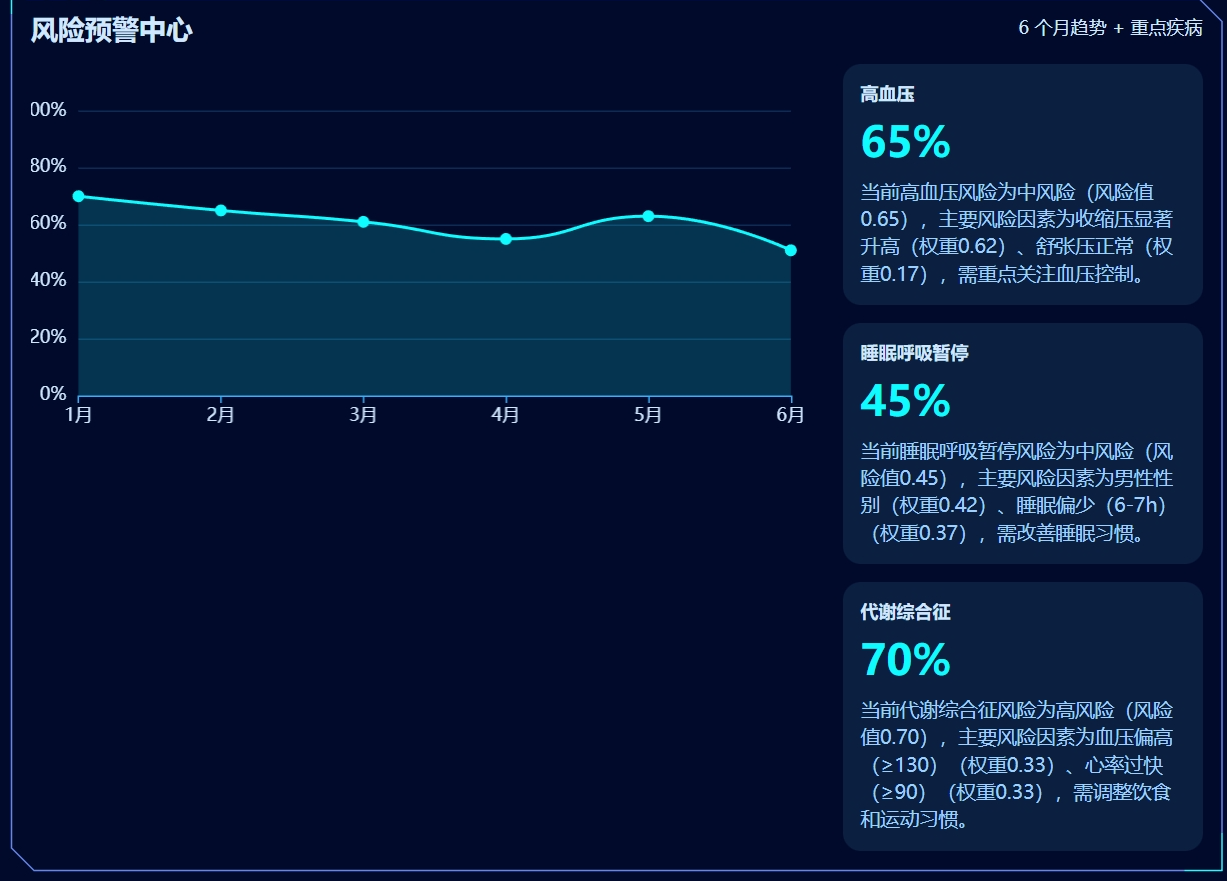 风险预警中心
6 个月趋势 + 重点疾病
00%
80%
60%
40%
20%
0%
1月
2月
3月
4月
5月
6月
高血压
65%
当前高血压风险为中风险（风险值
0.65），主要风险因素为收缩压显著
升高（权重0.62）、舒张压正常（权
重0.17），需重点关注血压控制。
睡眠呼吸暂停
45%
当前睡眠呼吸暂停风险为中风险（风
险值0.45），主要风险因素为男性性
别（权重0.42）、睡眠偏少（6-7h）
（权重0.37），需改善睡眠习惯。
代谢综合征
70%
当前代谢综合征风险为高风险（风险
值0.70），主要风险因素为血压偏高
（≥130）（权重0.33）、心率过快
（≥90）（权重0.33），需调整饮食
和运动习惯。